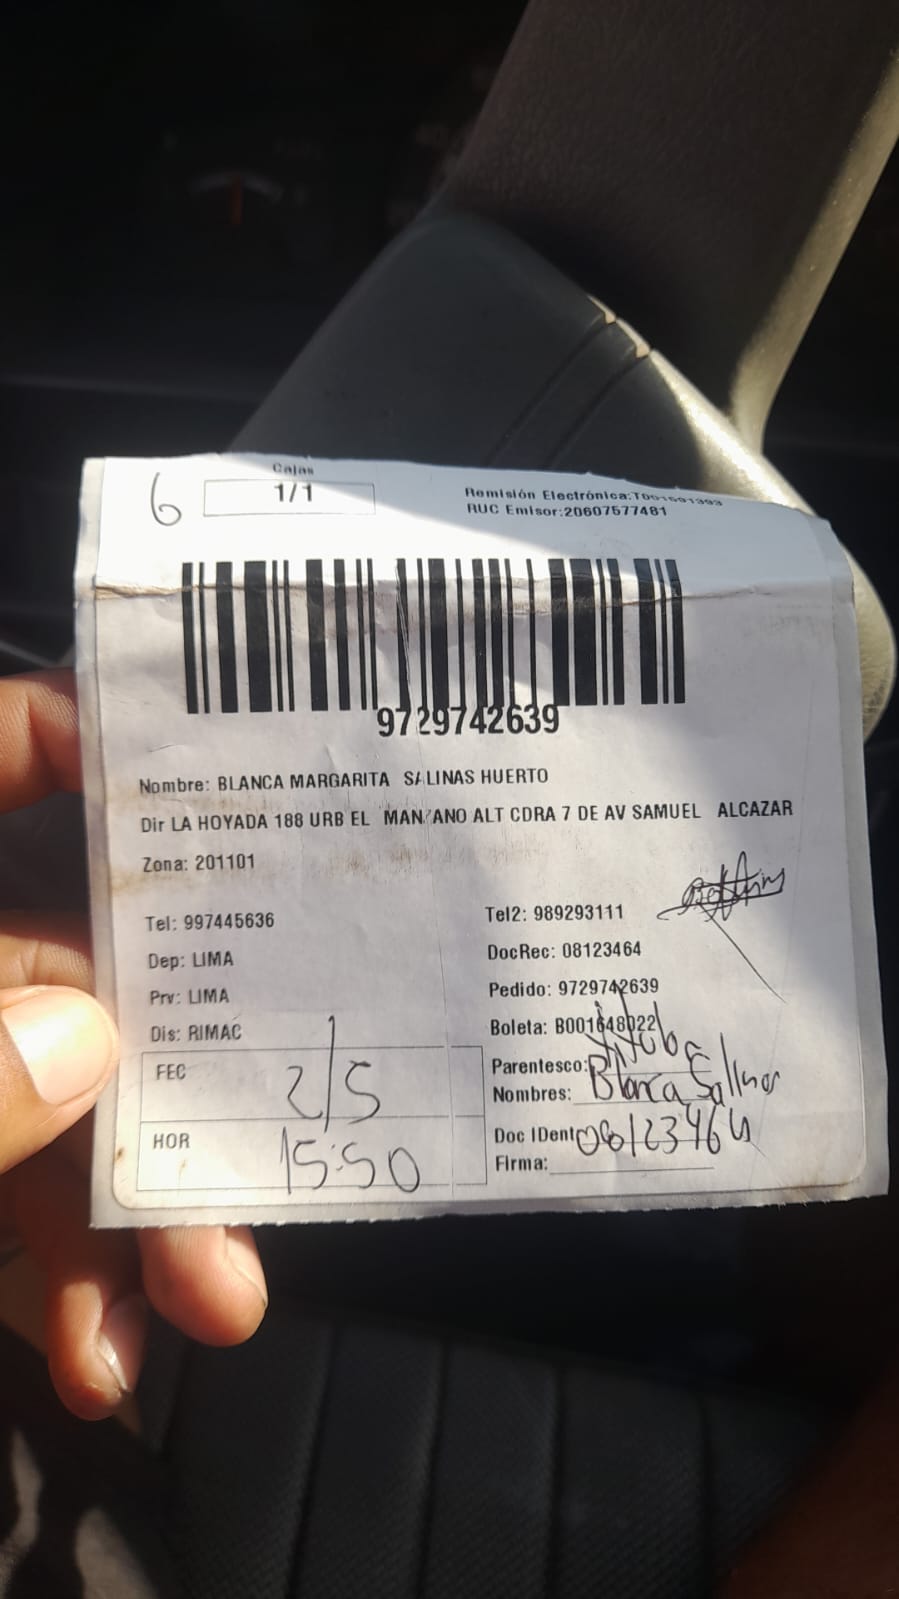 Cajas
6
1/1
Remisión Electrónica:T001691393
RUC Emisor:20607577481
9729742639
Nombre: BLANCA MARGARITA SALINAS HUERTO
Dir LA HOYADA 188 URB EL MANZANO ALT CDRA 7 DE AV SAMUEL ALCAZAR
Zona: 201101
Tel: 997445636
Tel2: 989293111
Dep: LIMA
DocRec: 08123464
Prv: LIMA
Pedido: 9729742639
Dis: RIMAC
Boleta: B001648022
FEC 2/5
Parentesco:
Nombres: Blanca Salinas
HOR 15:50
Doc IDent: 08123464
Firma: